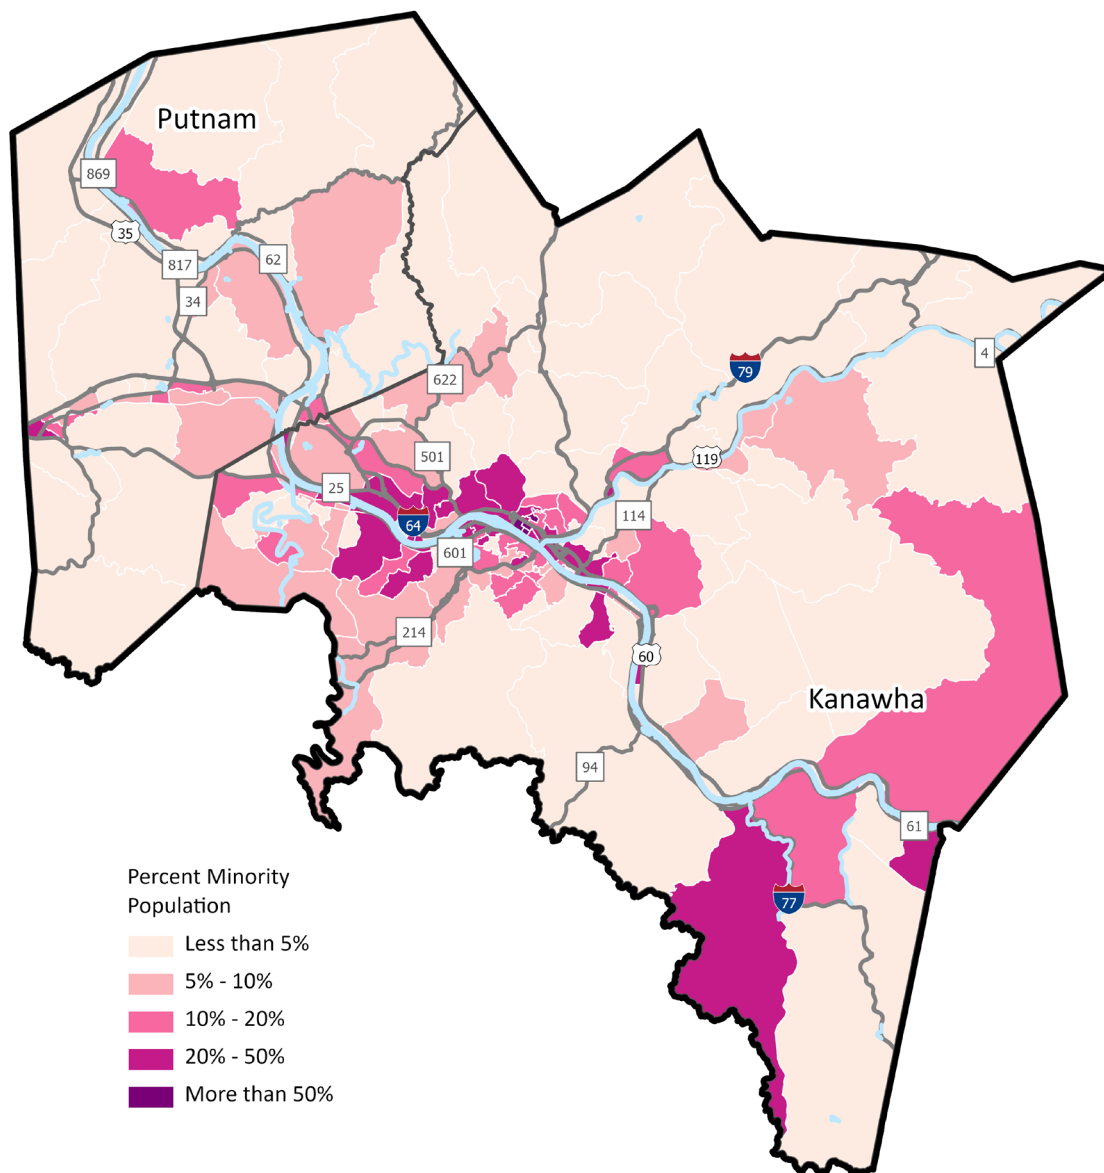 Putnam
869
35
817
62
34
622
4
79
119
501
25
114
64
601
214
60
Kanawha
94
61
77
Percent Minority
Population
Less than 5%
5% - 10%
10% - 20%
20% - 50%
More than 50%